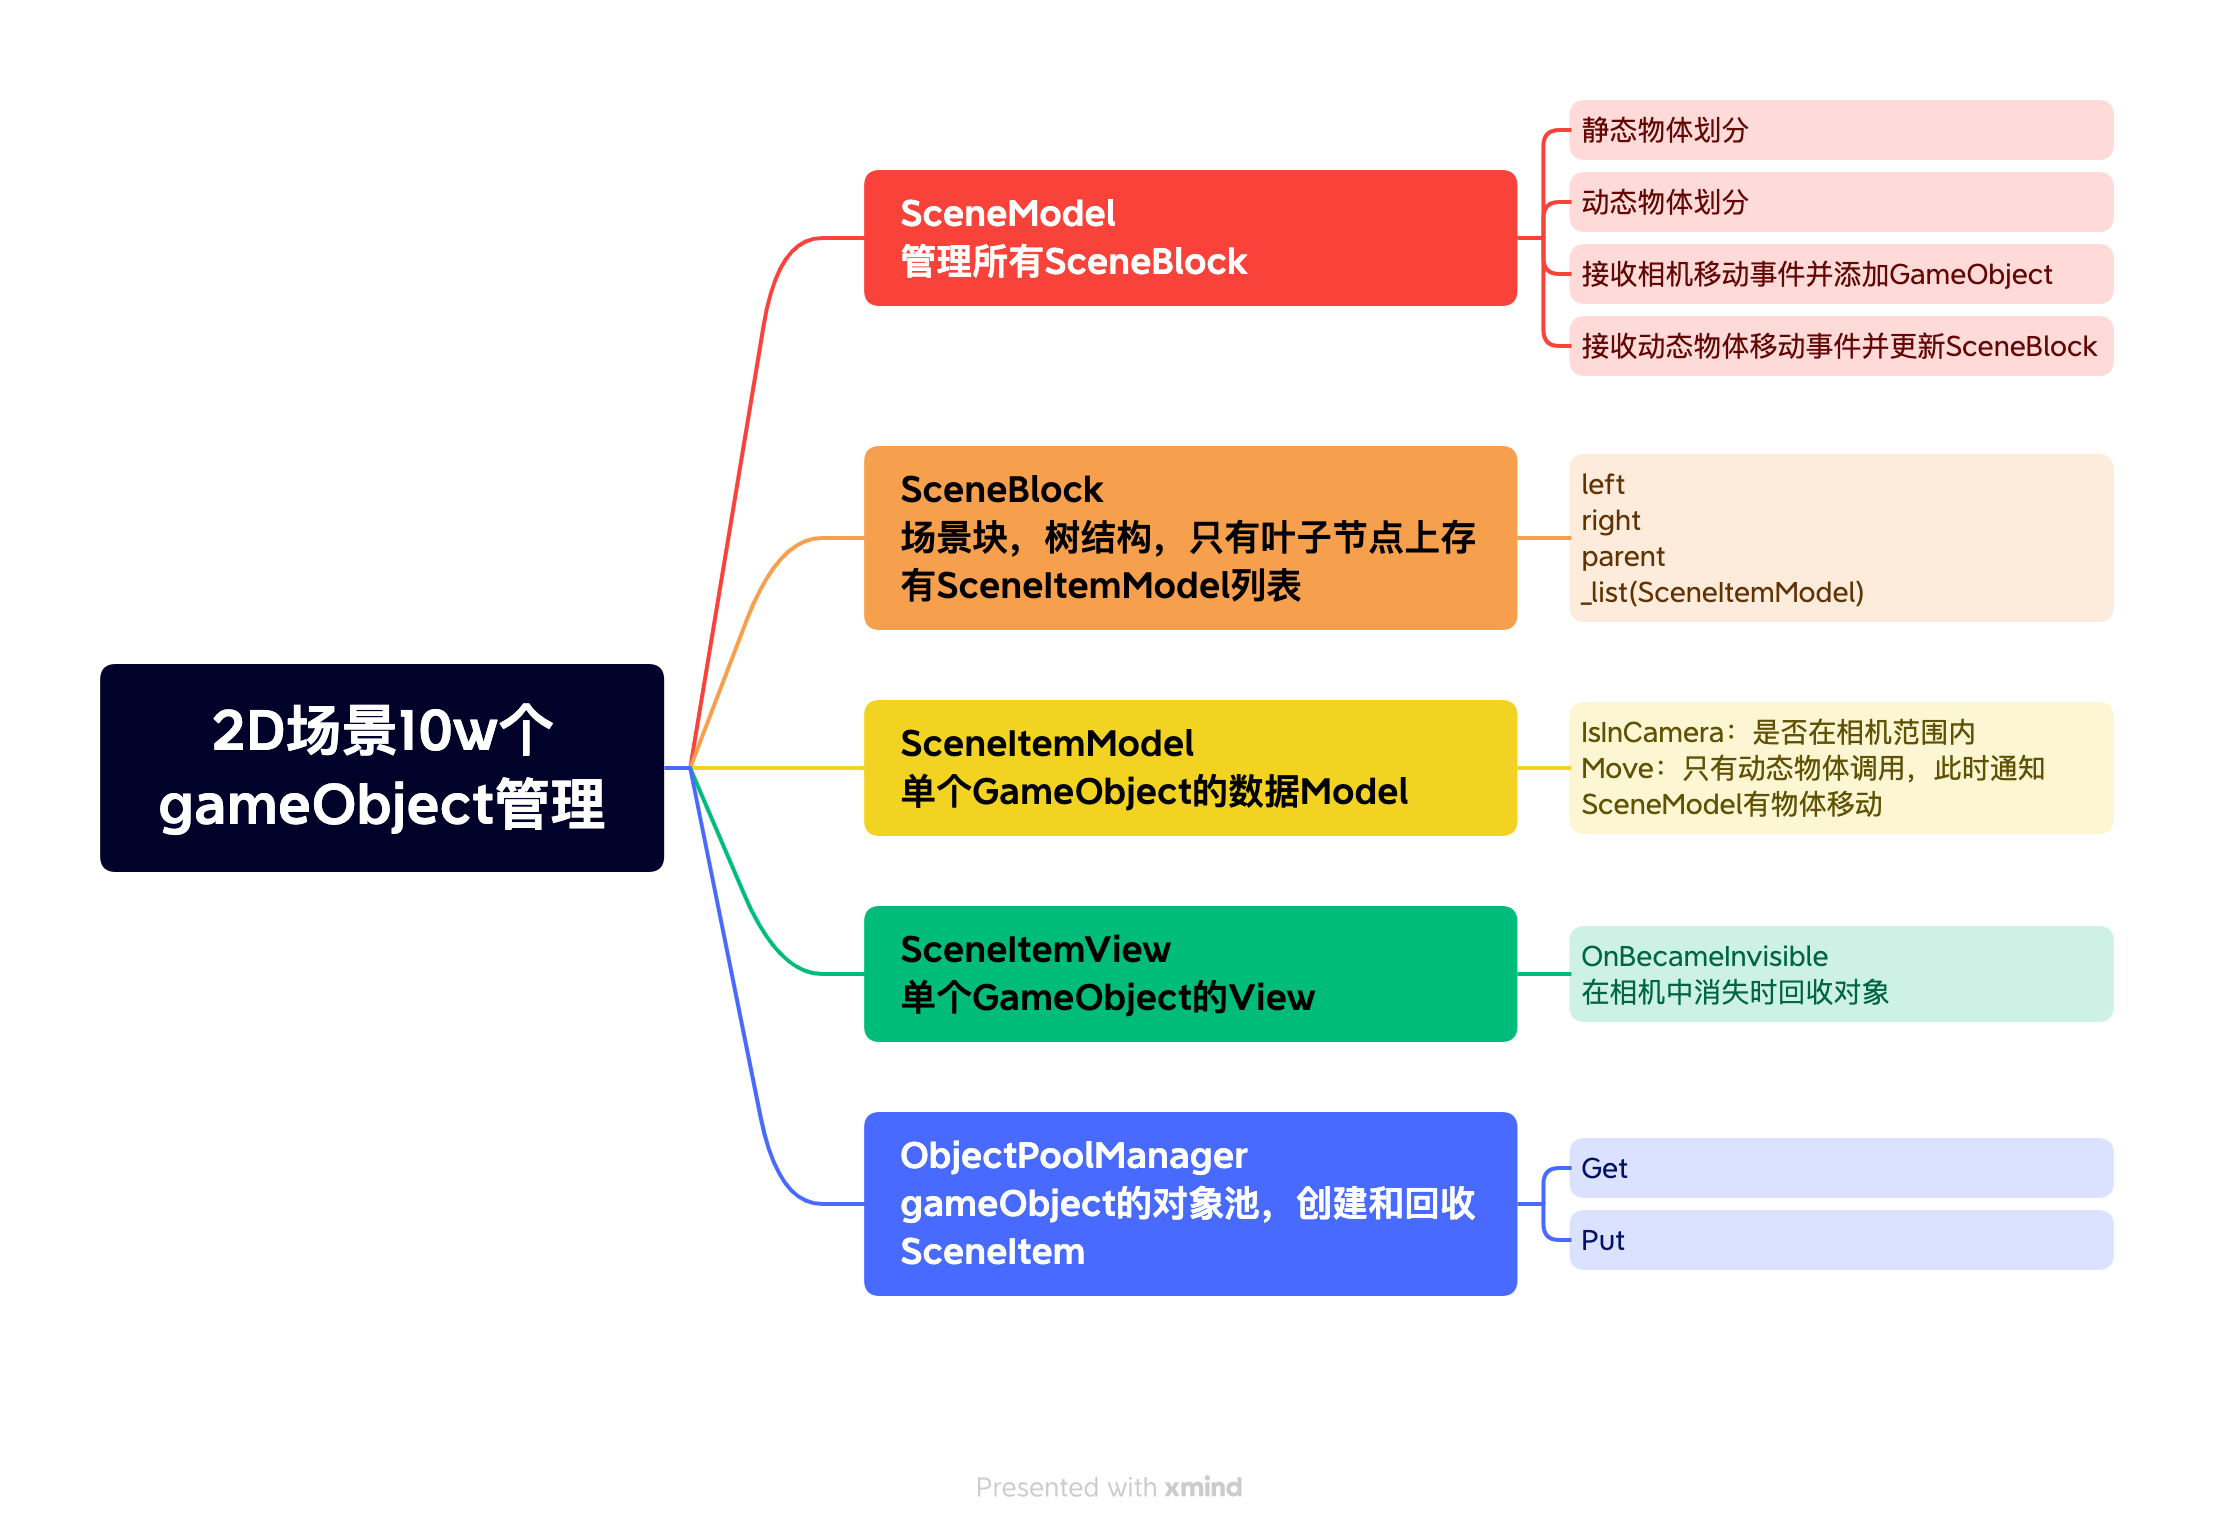 2D场景10w个
gameObject管理
SceneModel
管理所有SceneBlock
静态物体划分
动态物体划分
接收相机移动事件并添加GameObject
接收动态物体移动事件并更新SceneBlock
SceneBlock
场景块，树结构，只有叶子节点上存
有SceneItemModel列表
left
right
parent
_list(SceneItemModel)
SceneItemModel
单个GameObject的数据Model
IsInCamera：是否在相机范围内
Move：只有动态物体调用，此时通知
SceneModel有物体移动
SceneItemView
单个GameObject的View
OnBecameInvisible
在相机中消失时回收对象
ObjectPoolManager
gameObject的对象池，创建和回收
SceneItem
Get
Put
Presented with xmind